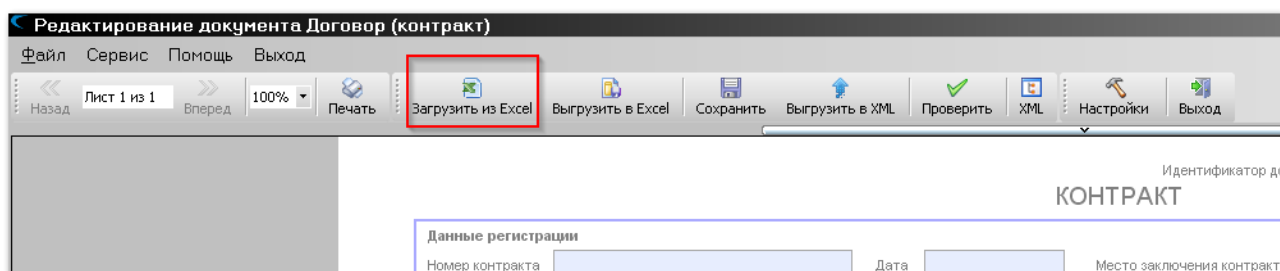 Редактирование документа Договор (контракт)
Файл Сервис Помощь Выход
Назад Лист 1 из 1 Вперед 100% Печать Загрузить из Excel Выгрузить в Excel Сохранить Выгрузить в XML Проверить XML Настройки Выход
Идентификатор до
КОНТРАКТ
Данные регистрации
Номер контракта Дата Место заключения контракт